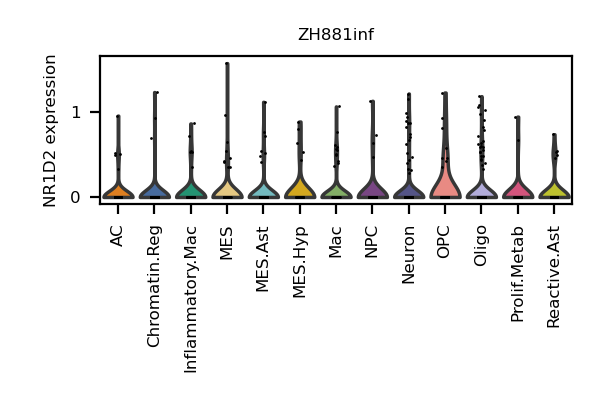 ZH881inf
NR1D2 expression
1
0
AC
Chromatin.Reg
Inflammatory.Mac
MES
MES.Ast
MES.Hyp
Mac
NPC
Neuron
OPC
Oligo
Prolif.Metab
Reactive.Ast